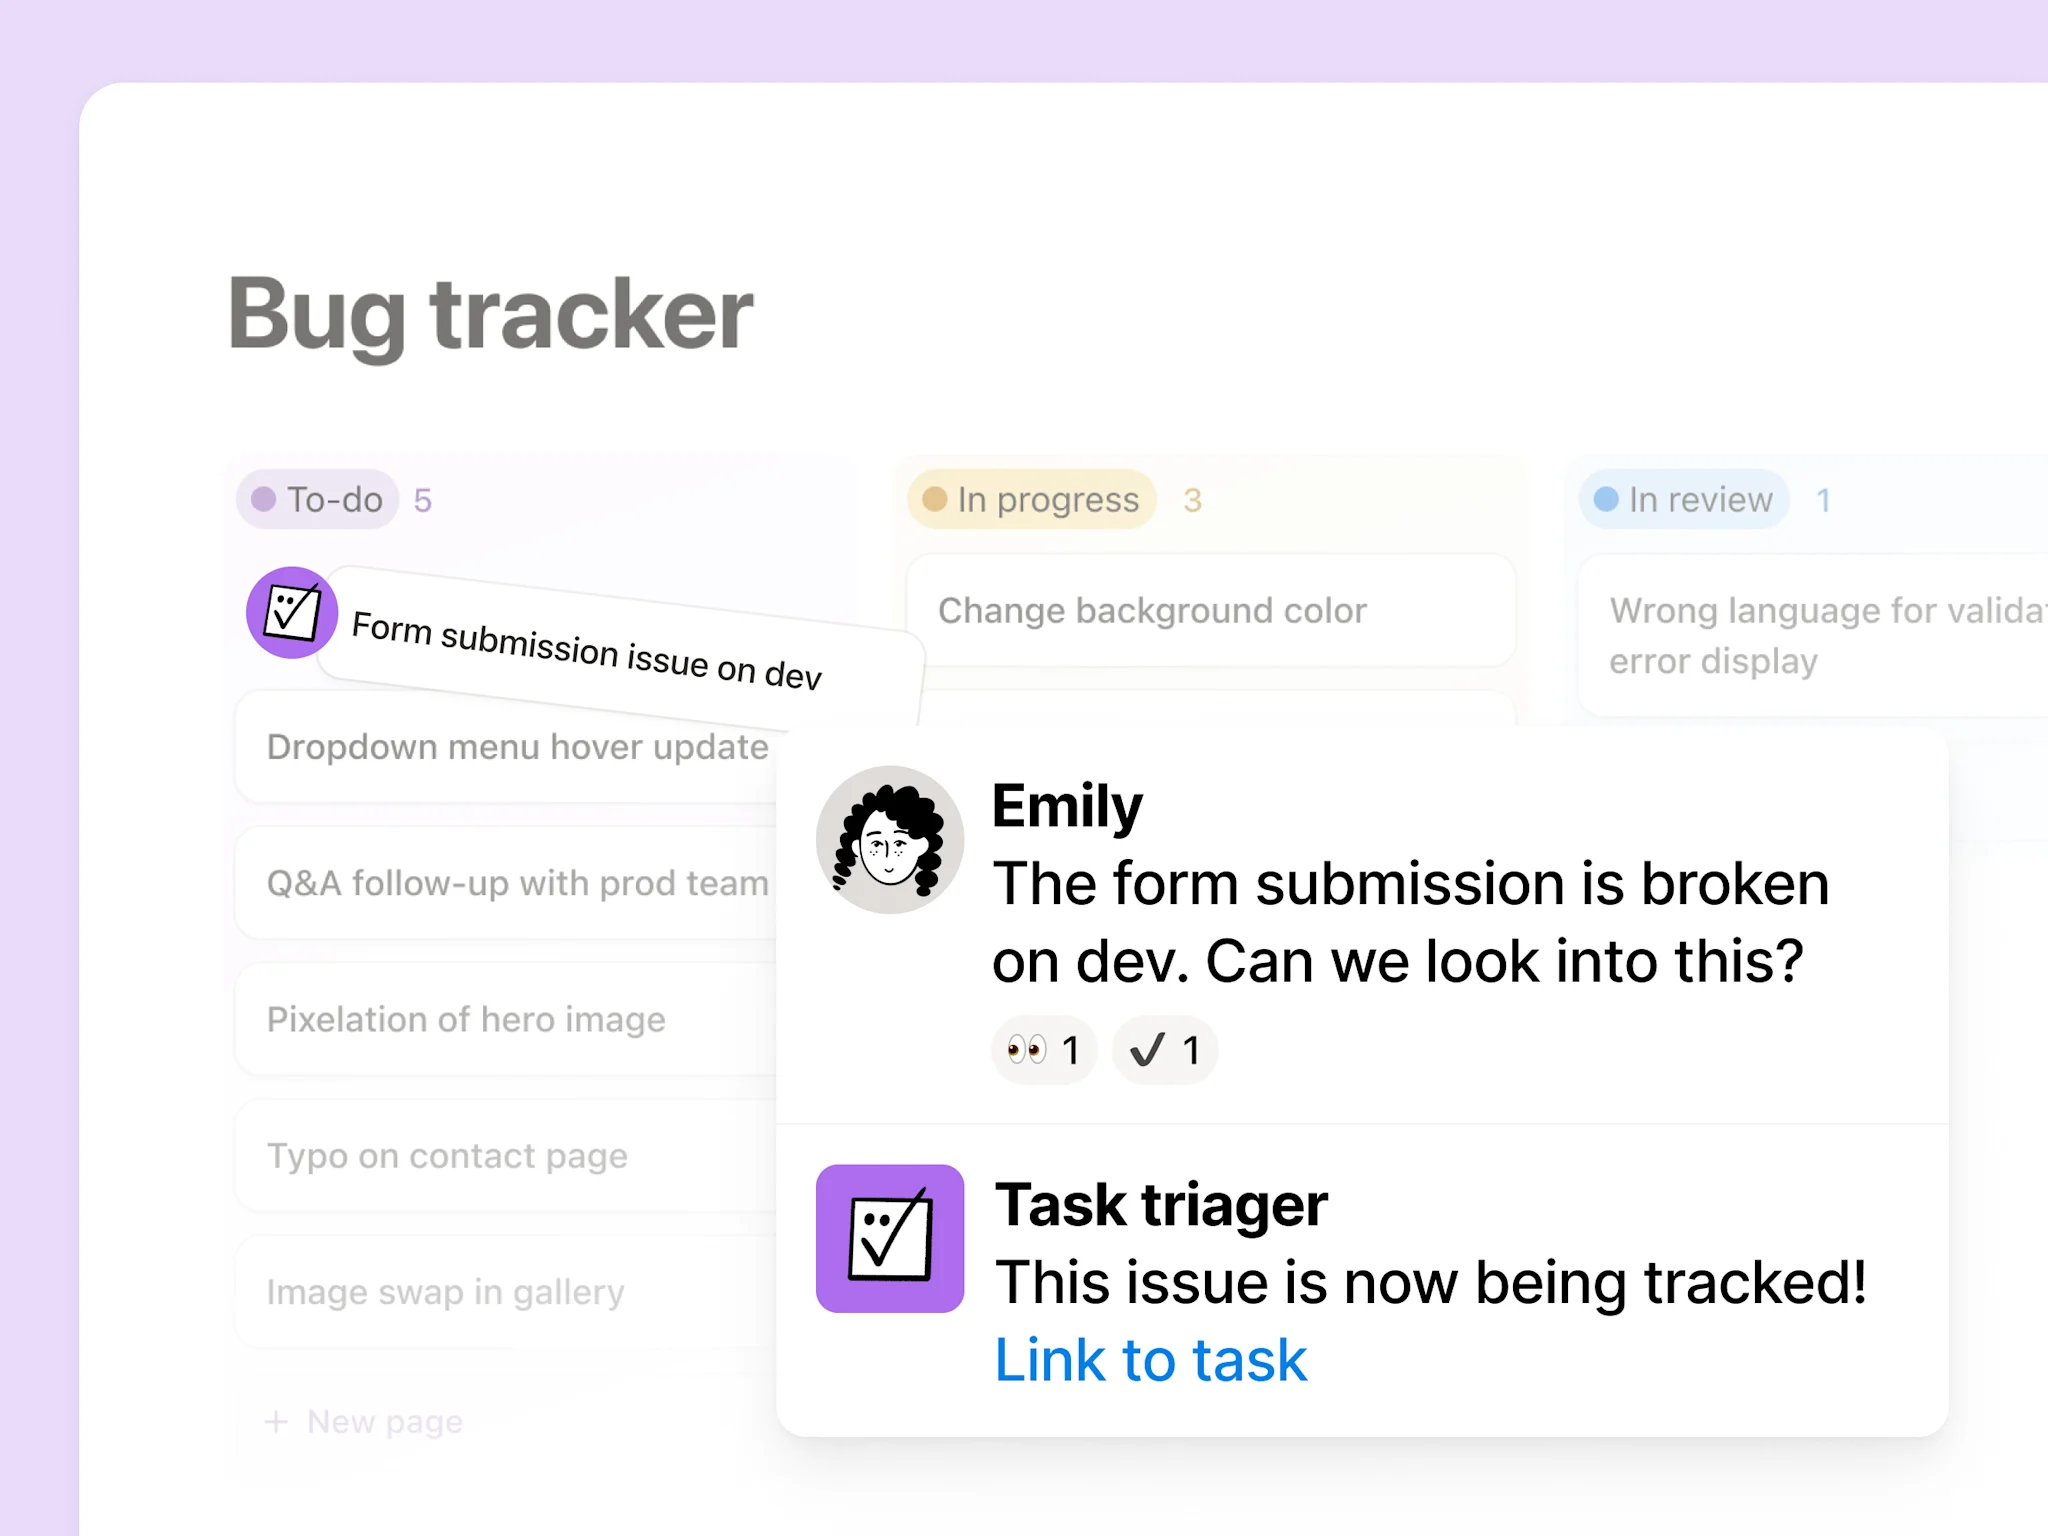 Bug tracker
To-do 5
Form submission issue on dev
Dropdown menu hover update
Q&A follow-up with prod team
Pixelation of hero image
Typo on contact page
Image swap in gallery
+ New page
In progress 3
Change background color
In review 1
Wrong language for
error display
Emily
The form submission is broken
on dev. Can we look into this?
👀 1 ✔ 1
Task triager
This issue is now being tracked!
Link to task